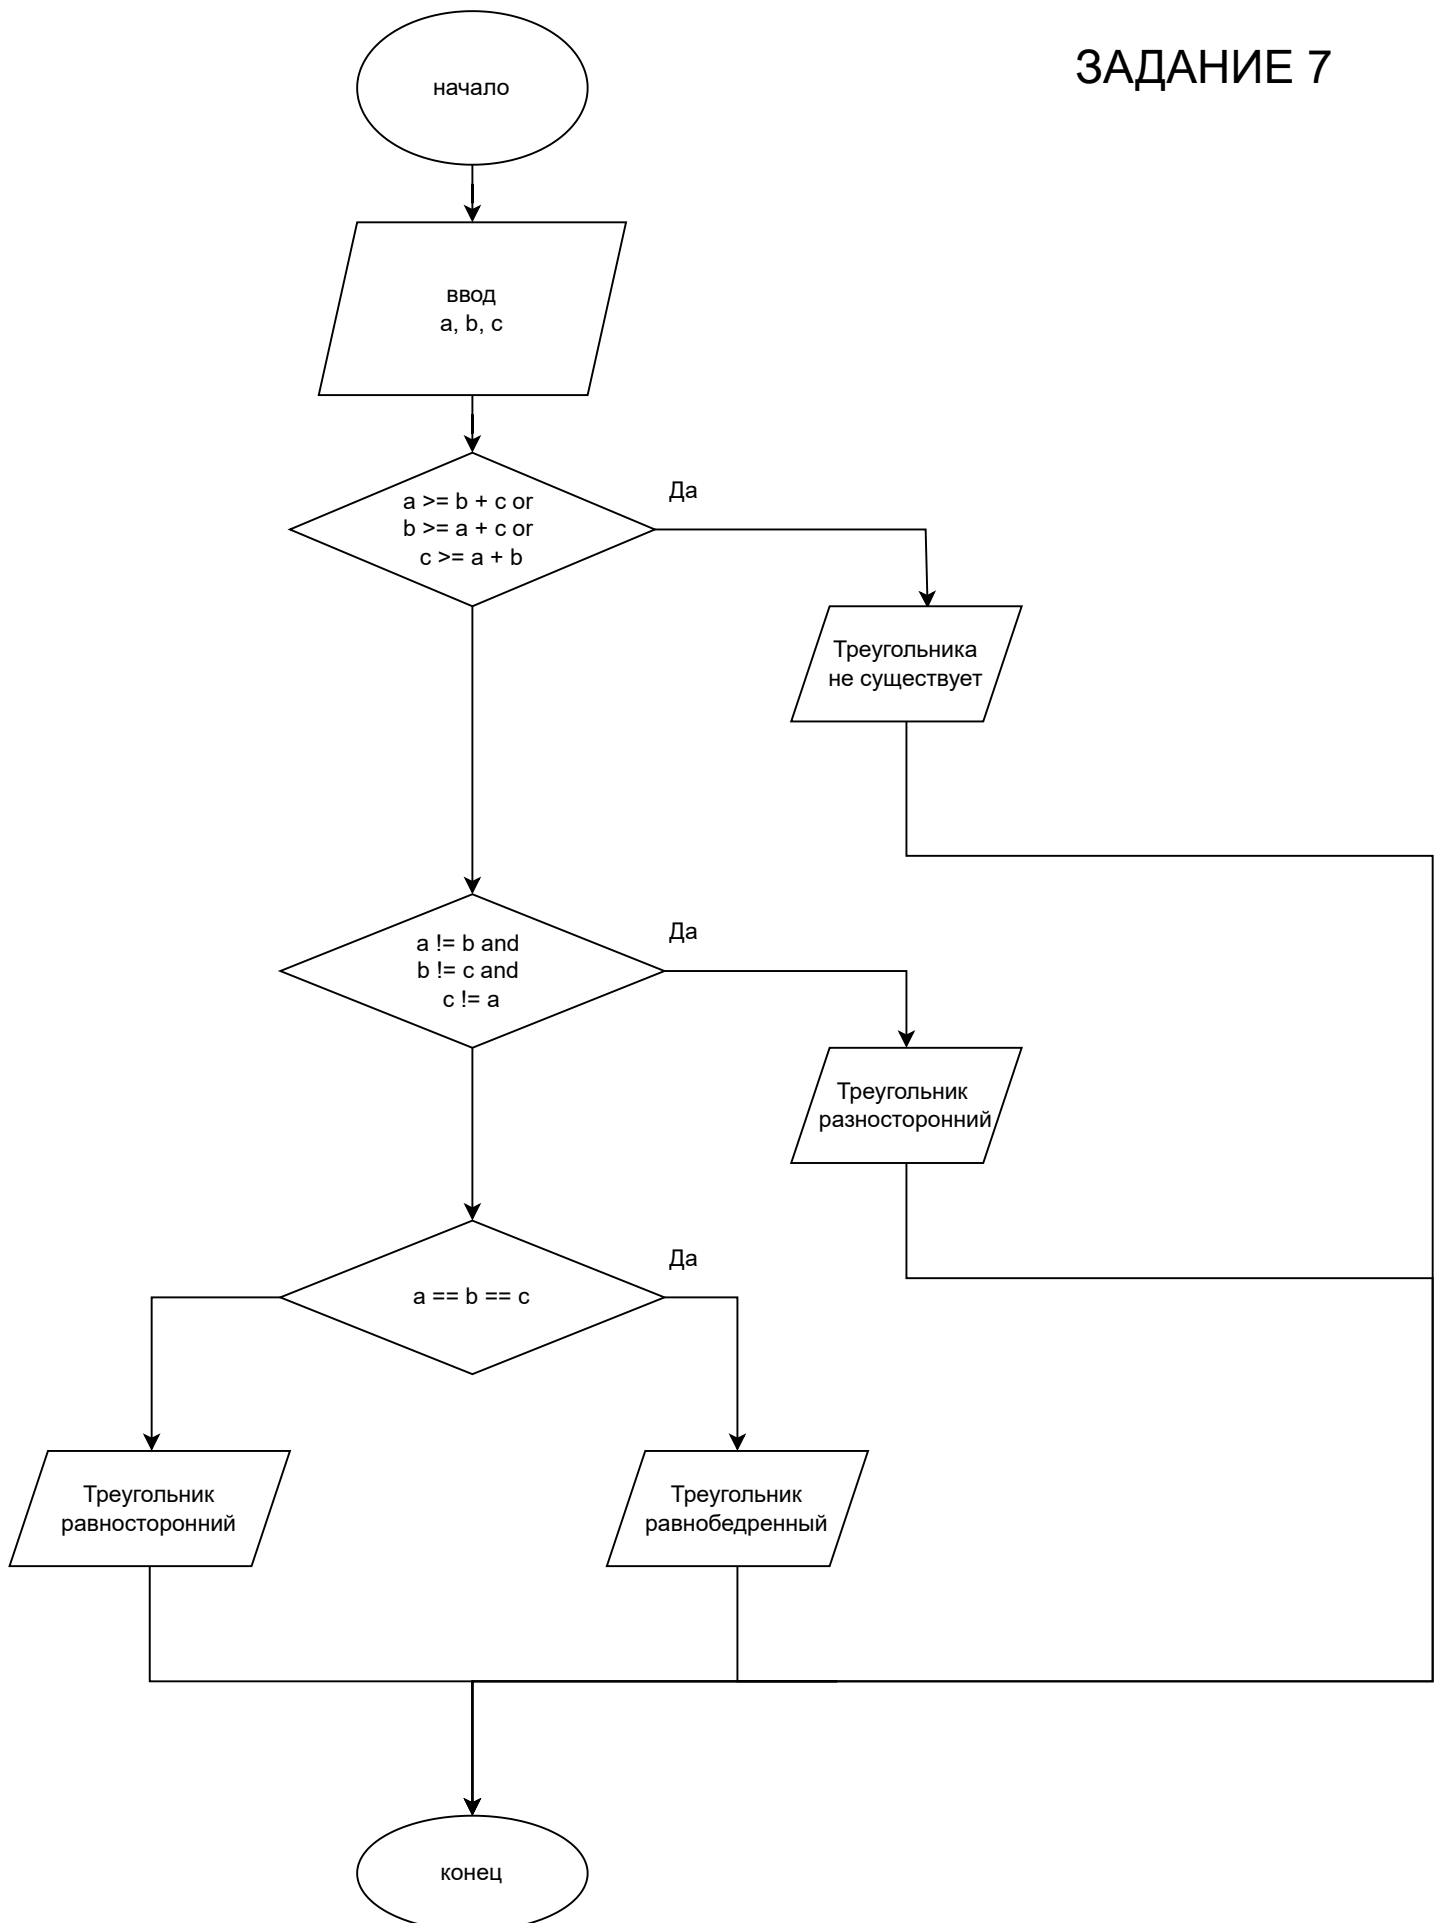 ЗАДАНИЕ 7
начало
ввод
a, b, c
a >= b + c or
b >= a + c or
c >= a + b
Да
Треугольника
не существует
a != b and
b != c and
c != a
Да
Треугольник
разносторонний
a == b == c
Да
Треугольник
равносторонний
Треугольник
равнобедренный
конец